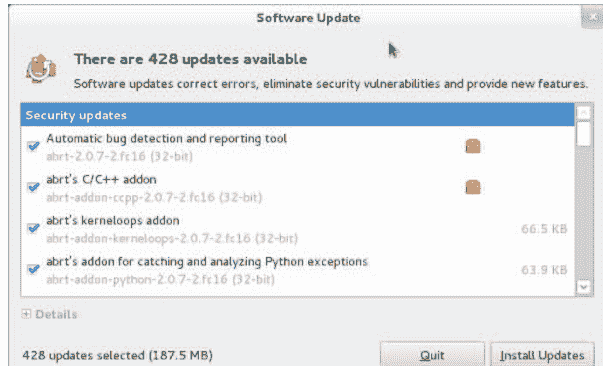 Software Update
There are 428 updates available
Software updates correct errors, eliminate security vulnerabilities and provide new features.
Security updates
Automatic bug detection and reporting tool
abrt-2.0.7-2.fc16 (32-bit)
abrt's C/C++ addon
abrt-addon-ccpp-2.0.7-2.fc16 (32-bit)
abrt's kerneloops addon
66.5 KB
abrt-addon-kerneloops-2.0.7-2.fc16 (32-bit)
abrt's addon for catching and analyzing Python exceptions
63.9 KB
abrt-addon-python-2.0.7-2.fc16 (32-bit)
Details
428 updates selected (187.5 MB)
Quit
Install Updates